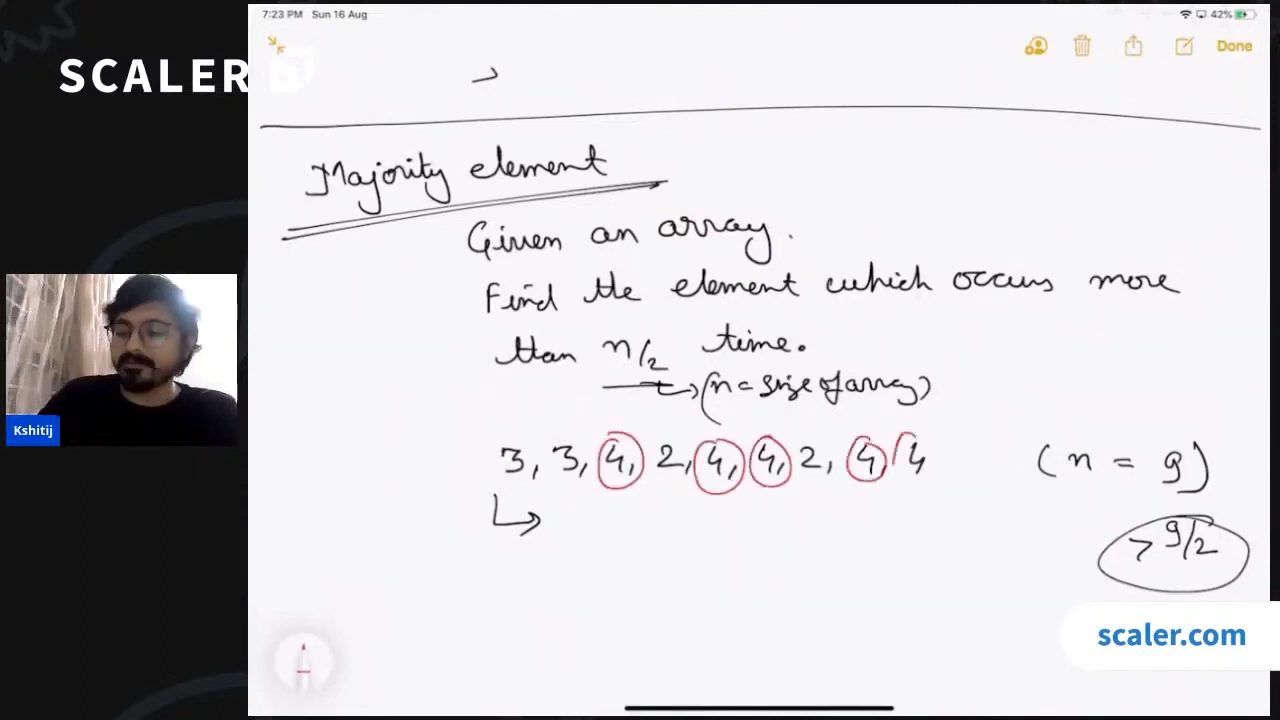 7:23 PM Sun 16 Aug
42%
Done
SCALER
Majority element
Given an array.
Find the element which occurs more
than n/2 time.
(n = size of array)
3, 3, 4, 2, 4, 4, 2, 4, 4 (n = 9)
> 9/2
Kshitij
scaler.com